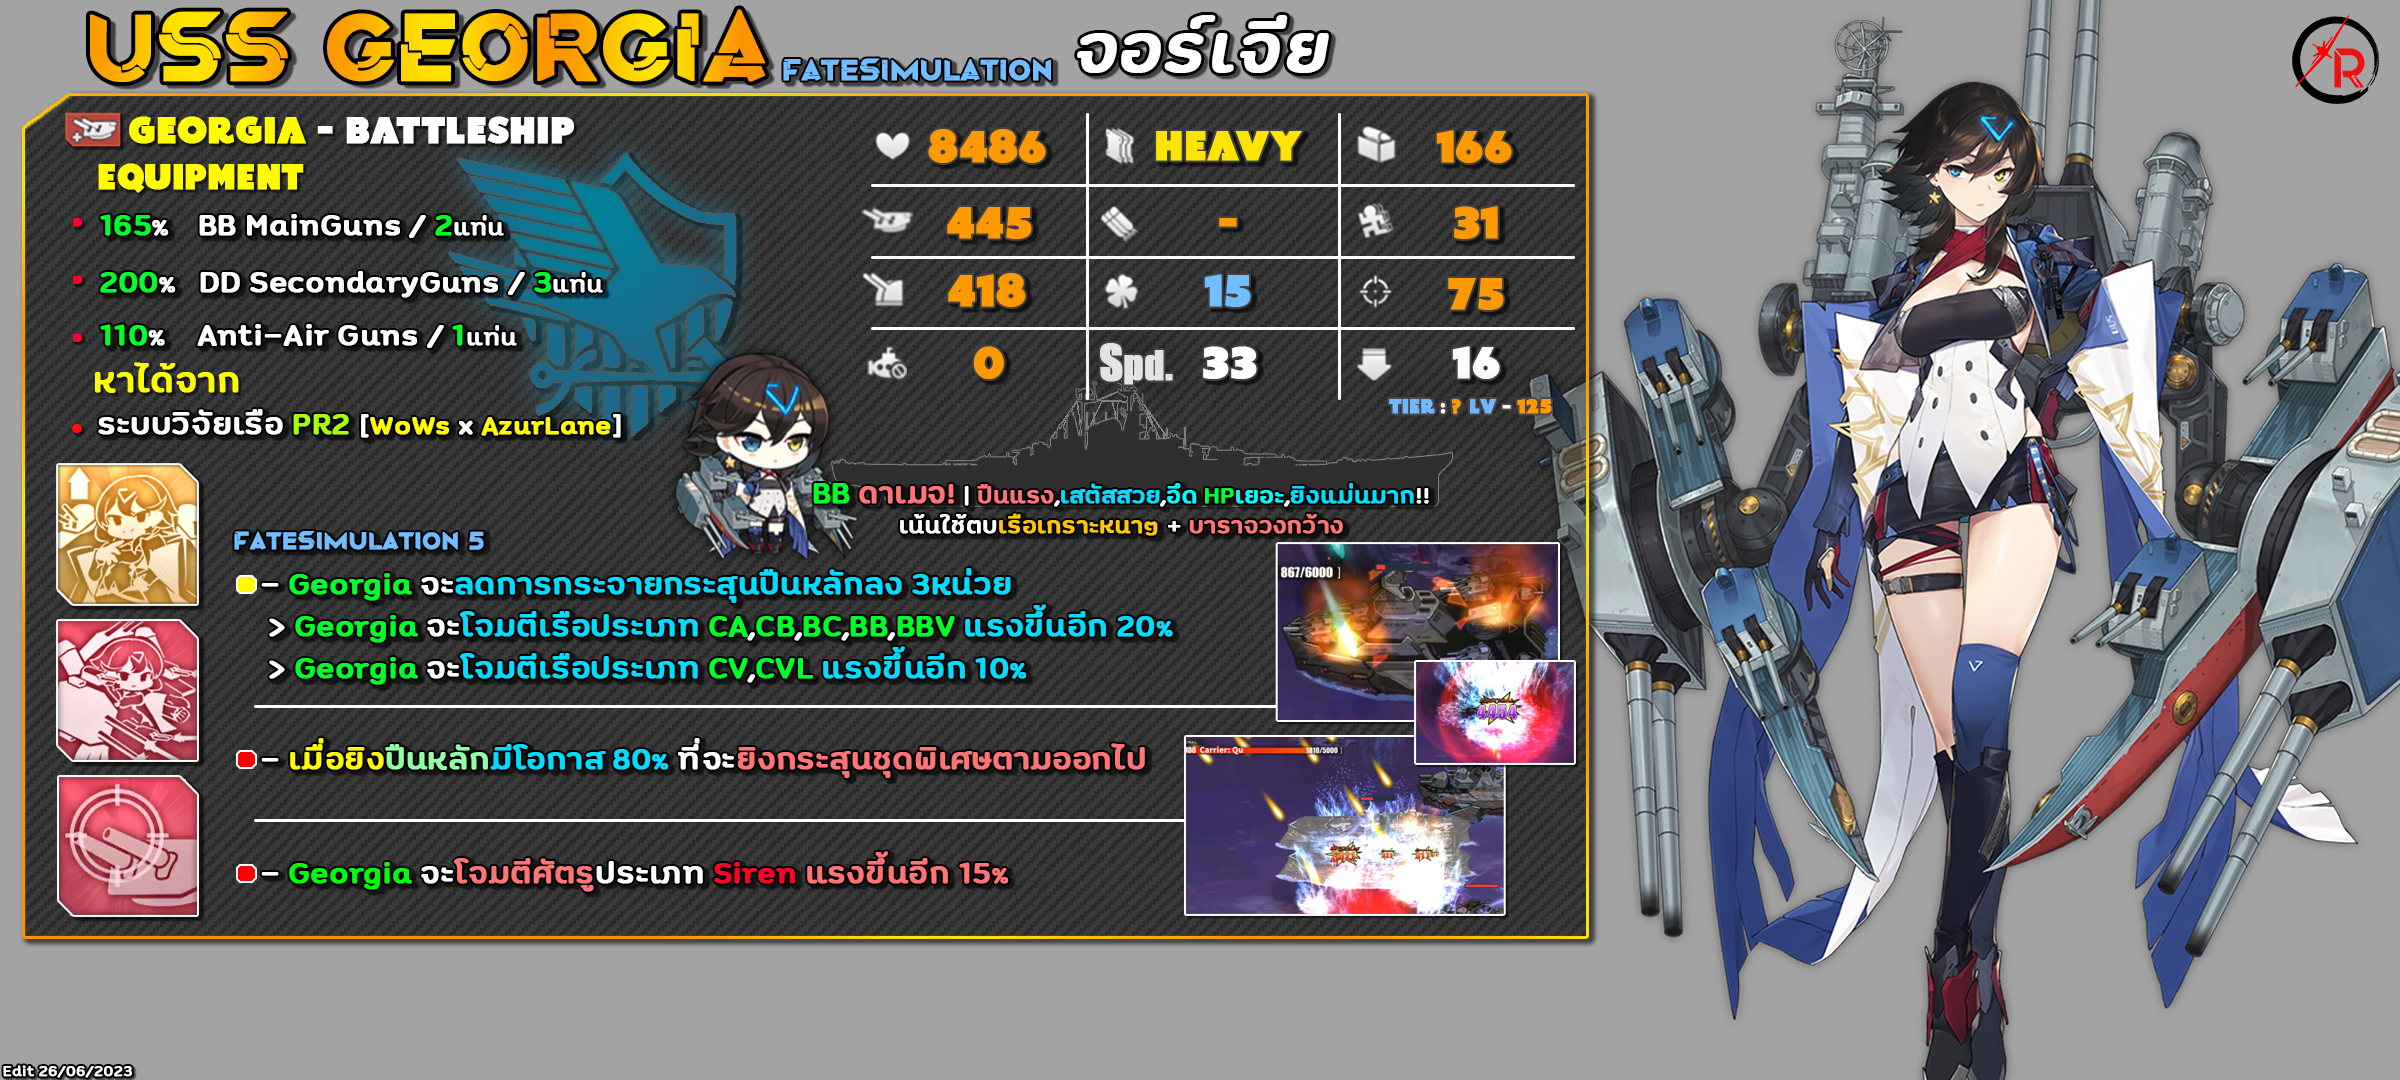 USS GEORGIA FATESIMULATION จอร์เจีย
R
GEORGIA - BATTLESHIP
EQUIPMENT
165% BB MainGuns / 2แท่น
200% DD SecondaryGuns / 3แท่น
110% Anti-Air Guns / 1แท่น
หาได้จาก
ระบบวิจัยเรือ PR2 [WoWs x AzurLane]
8486 HEAVY 166
445 - 31
418 15 75
0 Spd. 33 16
TIER : ? LV - 125
BB ดาเมจ! | ปืนแรง,เสตัสสวย,อึด HPเยอะ,ยิงแม่นมาก!!
เน้นใช้ตบเรือเกราะหนาๆ + บาราจวงกว้าง
FATESIMULATION 5
- Georgia จะลดการกระจายกระสุนปืนหลักลง 3หน่วย
> Georgia จะโจมตีเรือประเภท CA,CB,BC,BB,BBV แรงขึ้นอีก 20%
> Georgia จะโจมตีเรือประเภท CV,CVL แรงขึ้นอีก 10%
- เมื่อยิงปืนหลักมีโอกาส 80% ที่จะยิงกระสุนชุดพิเศษตามออกไป
- Georgia จะโจมตีศัตรูประเภท Siren แรงขึ้นอีก 15%
867/6000 ]
4454
Carrier: Qu 1810/5000 ]
Edit 26/06/2023